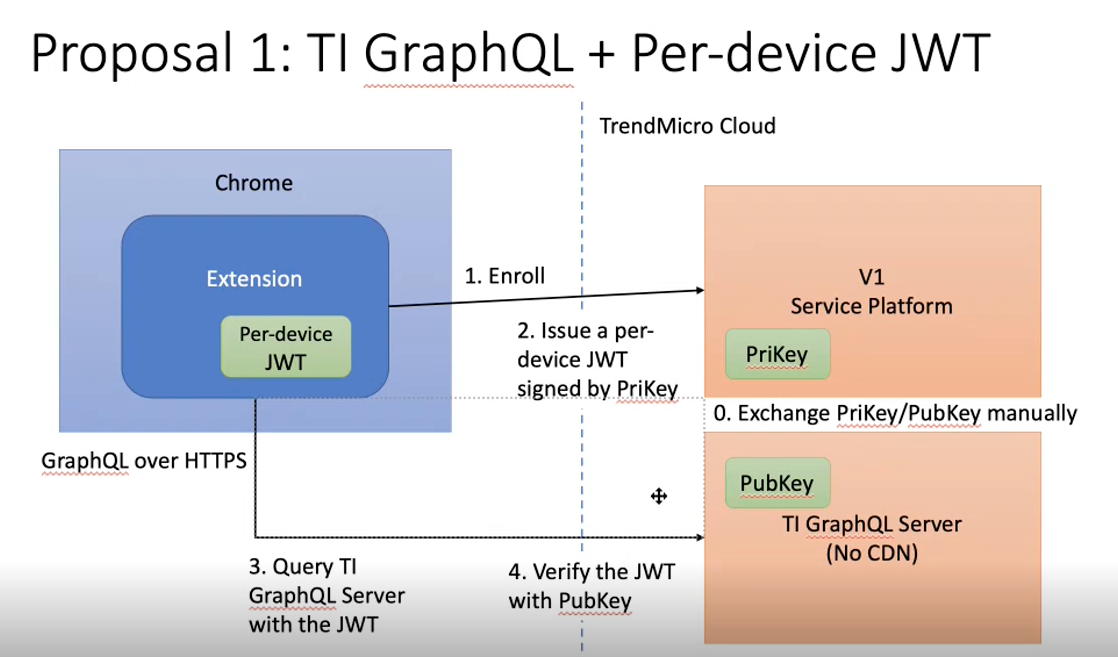 Proposal 1: TI GraphQL + Per-device JWT
TrendMicro Cloud
Chrome
Extension
Per-device
JWT
1. Enroll
2. Issue a per-
device JWT
signed by PriKey
V1
Service Platform
PriKey
0. Exchange PriKey/PubKey manually
GraphQL over HTTPS
PubKey
TI GraphQL Server
(No CDN)
3. Query TI
GraphQL Server
with the JWT
4. Verify the JWT
with PubKey